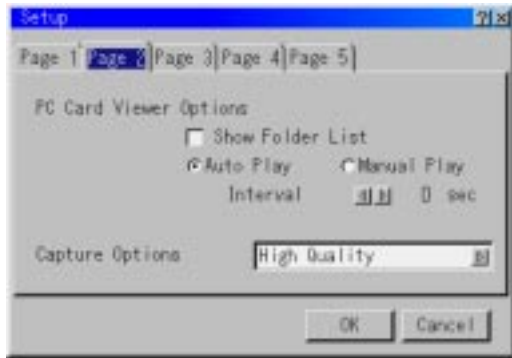 Setup
Page 1 Page 2 Page 3 Page 4 Page 5
PC Card Viewer Options
Show Folder List
Auto Play Manual Play
Interval 0 sec
Capture Options High Quality
OK Cancel